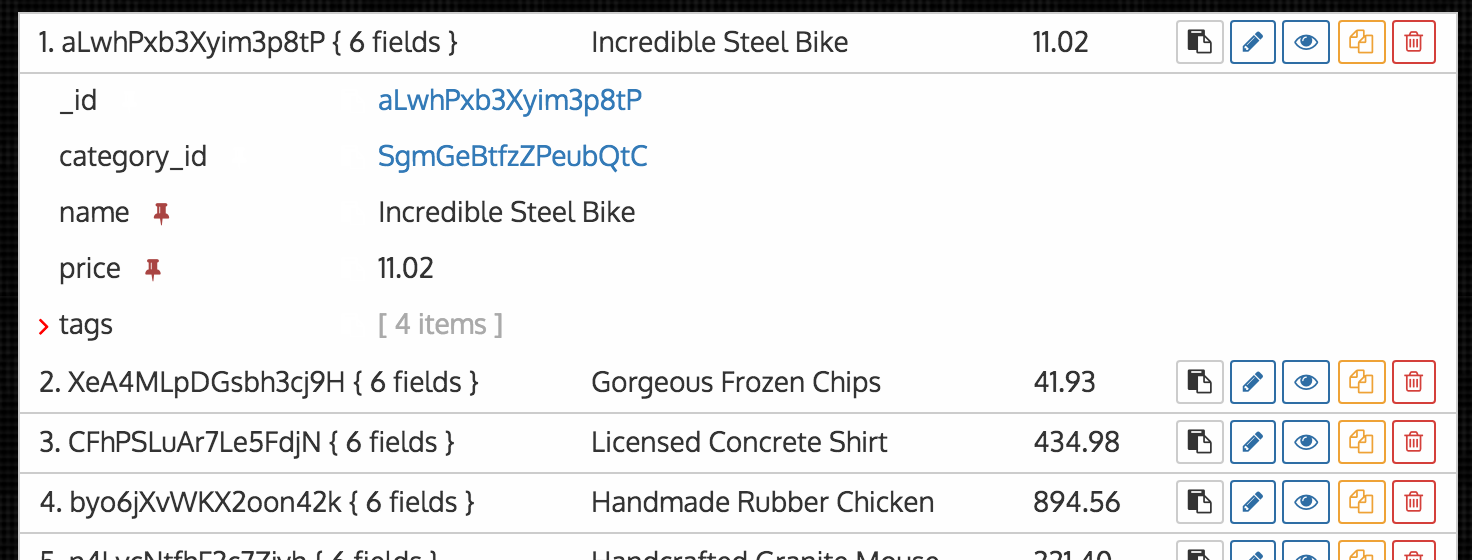 1. aLwhPxb3Xyim3p8tP { 6 fields } Incredible Steel Bike 11.02
_id aLwhPxb3Xyim3p8tP
category_id SgmGeBtfzZPeubQtC
name Incredible Steel Bike
price 11.02
tags [ 4 items ]
2. XeA4MLpDGsbh3cj9H { 6 fields } Gorgeous Frozen Chips 41.93
3. CFhPSLuAr7Le5FdjN { 6 fields } Licensed Concrete Shirt 434.98
4. byo6jXvWKX2oon42k { 6 fields } Handmade Rubber Chicken 894.56
5. { 6 fields } Handcrafted Granite Mouse